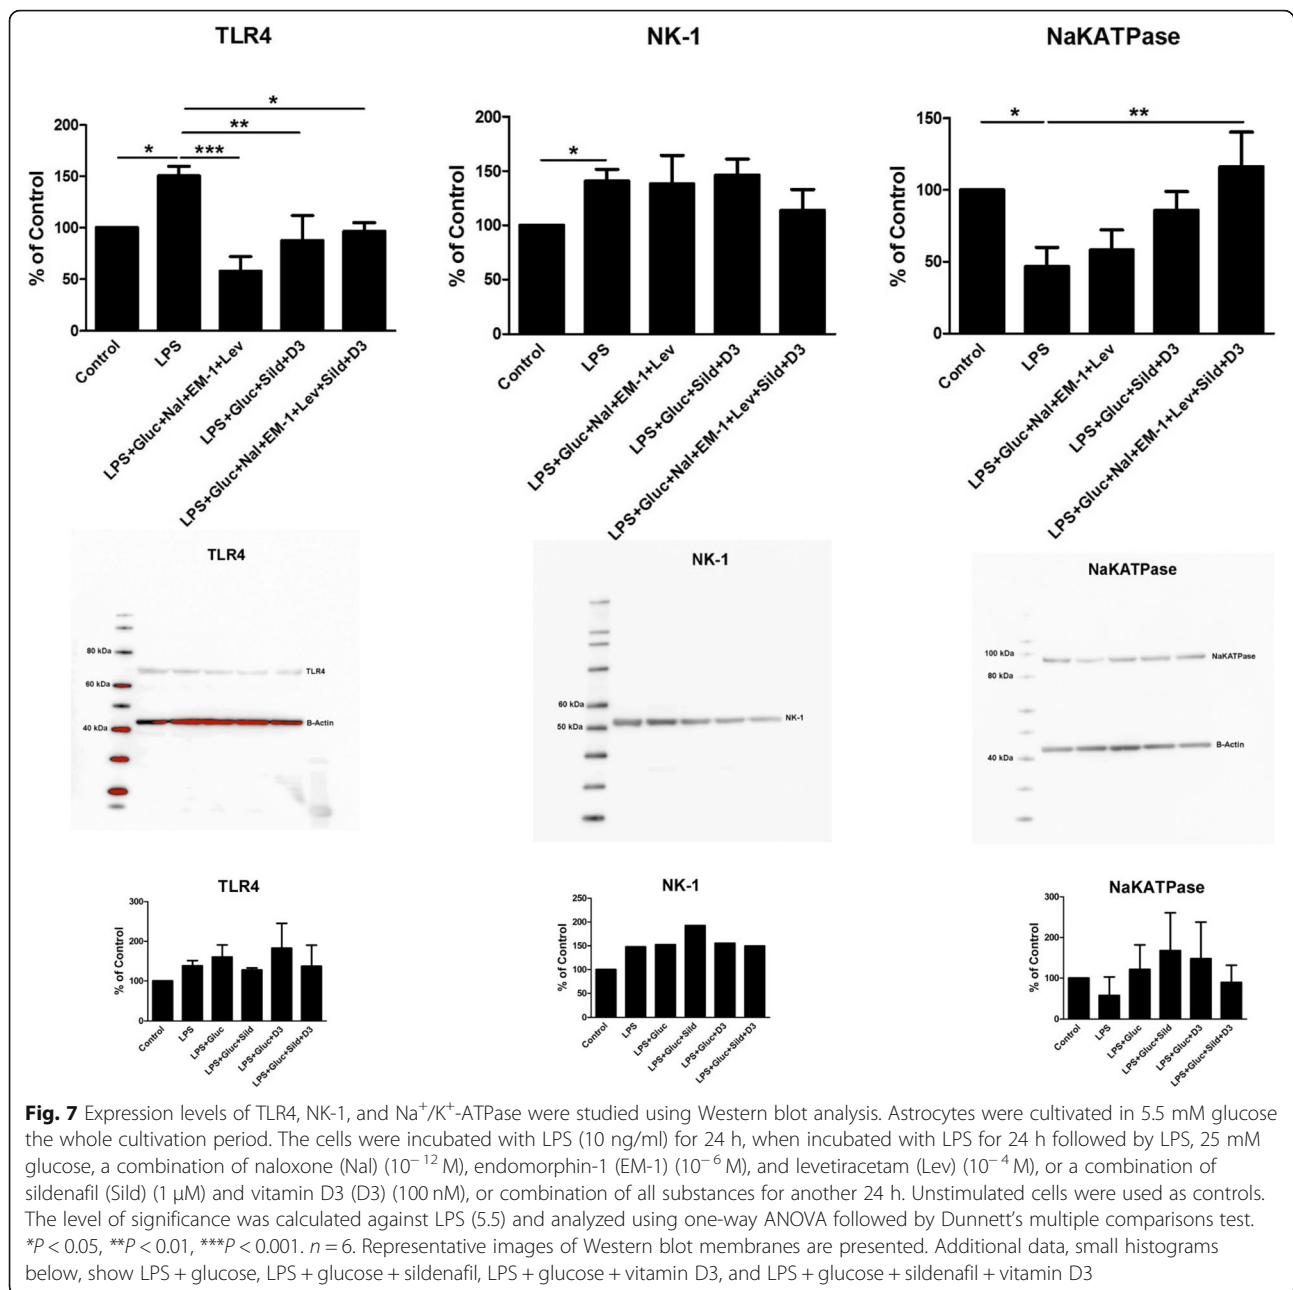 TLR4
NK-1
NaKATPase
% of Control
200
150
100
50
0
*
***
**
*
Control
LPS
LPS+Gluc+Nal+EM-1+Lev
LPS+Gluc+Sild+D3
LPS+Gluc+Nal+EM-1+Lev+Sild+D3
% of Control
200
150
100
50
0
*
Control
LPS
LPS+Gluc+Nal+EM-1+Lev
LPS+Gluc+Sild+D3
LPS+Gluc+Nal+EM-1+Lev+Sild+D3
% of Control
150
100
50
0
*
**
Control
LPS
LPS+Gluc+Nal+EM-1+Lev
LPS+Gluc+Sild+D3
LPS+Gluc+Nal+EM-1+Lev+Sild+D3
TLR4
80 kDa
60 kDa
40 kDa
TLR4
B-Actin
NK-1
60 kDa
50 kDa
NK-1
NaKATPase
100 kDa
80 kDa
40 kDa
NaKATPase
B-Actin
TLR4
% of Control
300
200
100
0
Control
LPS
LPS+Gluc
LPS+Gluc+Sild
LPS+Gluc+D3
LPS+Gluc+Sild+D3
NK-1
% of Control
250
200
150
100
50
0
Control
LPS
LPS+Gluc
LPS+Gluc+Sild
LPS+Gluc+D3
LPS+Gluc+Sild+D3
NaKATPase
% of Control
300
200
100
0
Control
LPS
LPS+Gluc
LPS+Gluc+Sild
LPS+Gluc+D3
LPS+Gluc+Sild+D3
Fig. 7 Expression levels of TLR4, NK-1, and Na⁺/K⁺-ATPase were studied using Western blot analysis. Astrocytes were cultivated in 5.5 mM glucose
the whole cultivation period. The cells were incubated with LPS (10 ng/ml) for 24 h, when incubated with LPS for 24 h followed by LPS, 25 mM
glucose, a combination of naloxone (Nal) (10⁻¹² M), endomorphin-1 (EM-1) (10⁻⁶ M), and levetiracetam (Lev) (10⁻⁴ M), or a combination of
sildenafil (Sild) (1 μM) and vitamin D3 (D3) (100 nM), or combination of all substances for another 24 h. Unstimulated cells were used as controls.
The level of significance was calculated against LPS (5.5) and analyzed using one-way ANOVA followed by Dunnett's multiple comparisons test.
*P < 0.05, **P < 0.01, ***P < 0.001. n = 6. Representative images of Western blot membranes are presented. Additional data, small histograms
below, show LPS + glucose, LPS + glucose + sildenafil, LPS + glucose + vitamin D3, and LPS + glucose + sildenafil + vitamin D3